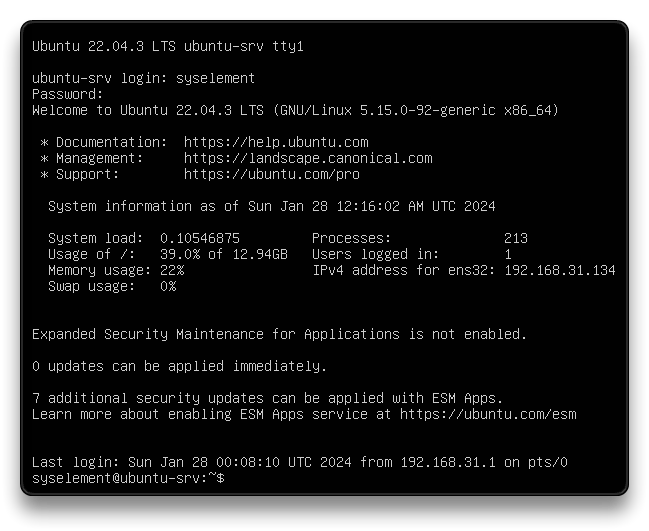 Ubuntu 22.04.3 LTS ubuntu-srv tty1
ubuntu-srv login: syselement
Password:
Welcome to Ubuntu 22.04.3 LTS (GNU/Linux 5.15.0-92-generic x86_64)
* Documentation:  https://help.ubuntu.com
* Management:     https://landscape.canonical.com
* Support:        https://ubuntu.com/pro
System information as of Sun Jan 28 12:16:02 AM UTC 2024
System load:  0.10546875         Processes:              213
Usage of /:   39.0% of 12.94GB   Users logged in:        1
Memory usage: 22%                IPv4 address for ens32: 192.168.31.134
Swap usage:   0%
Expanded Security Maintenance for Applications is not enabled.
0 updates can be applied immediately.
7 additional security updates can be applied with ESM Apps.
Learn more about enabling ESM Apps service at https://ubuntu.com/esm
Last login: Sun Jan 28 00:08:10 UTC 2024 from 192.168.31.1 on pts/0
syselement@ubuntu-srv:~$